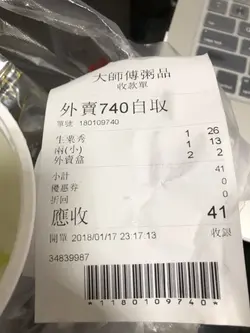 大師傅粥品
收款單
外賣740自取
單號 180109740
生菜秀 1 26
兩(小) 1 13
外賣盒 2 2
小計 41
優惠券 0
折回 0
應收 41
開單 2018/01/17 23:17:13 收銀
34839987
*180109740*